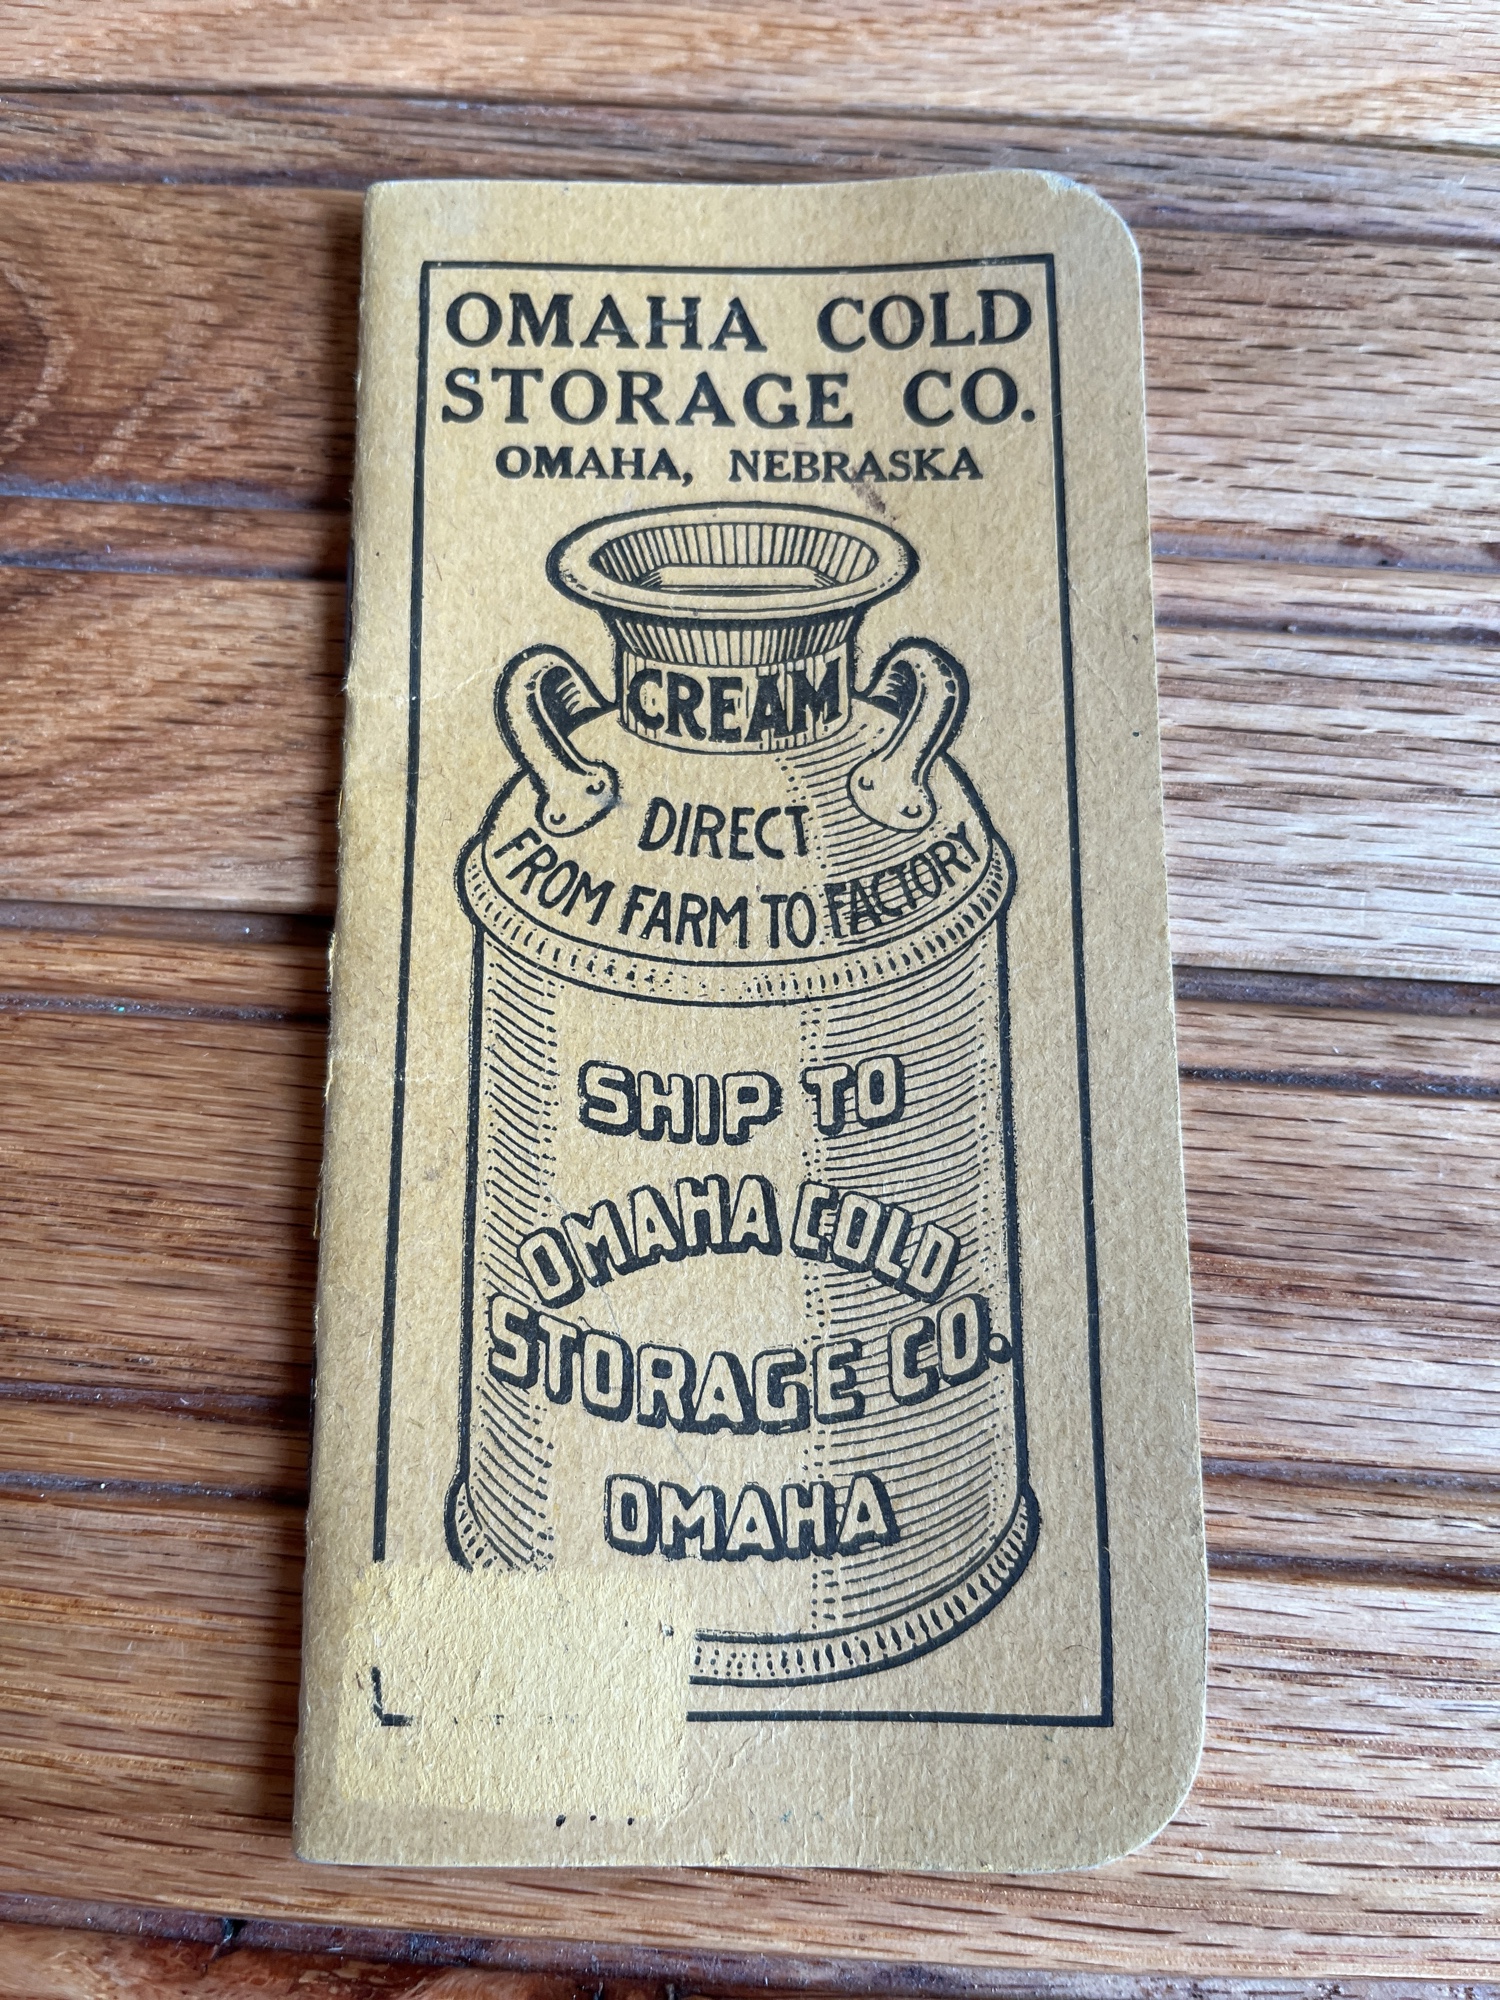 OMAHA COLD
STORAGE CO.
OMAHA, NEBRASKA
CREAM
DIRECT
FROM FARM TO FACTORY
SHIP TO
OMAHA COLD
STORAGE CO.
OMAHA